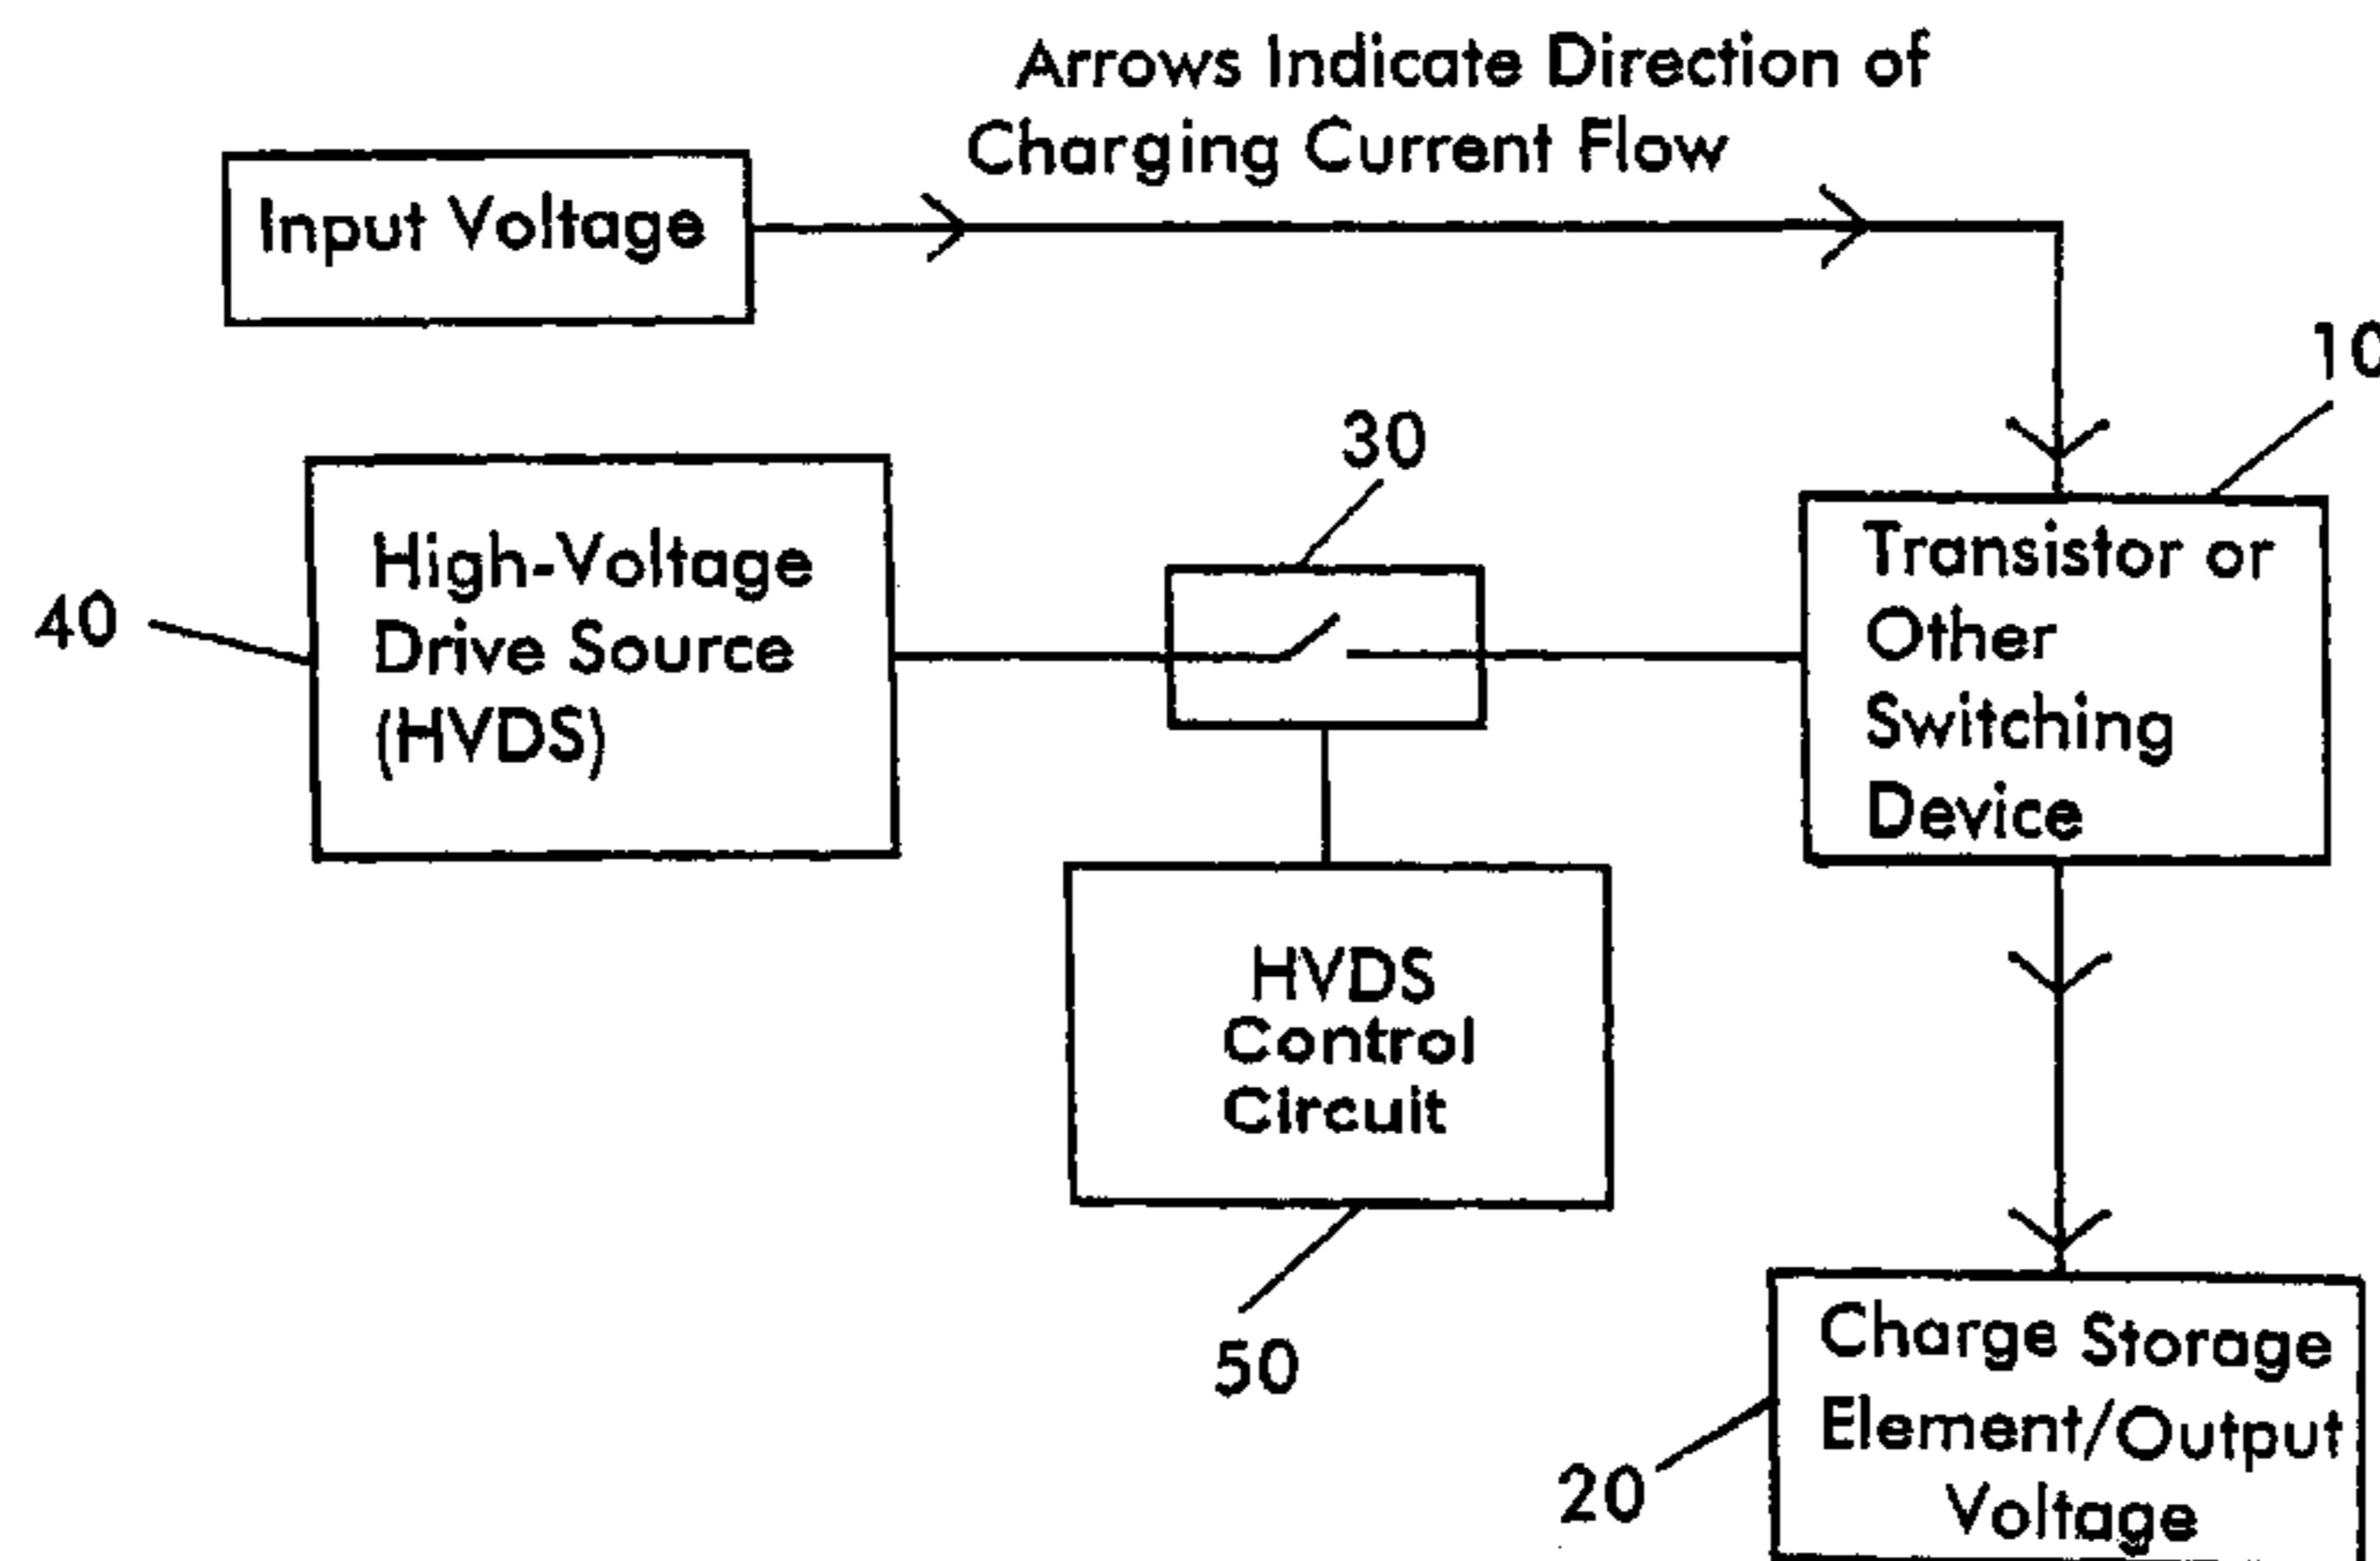 Arrows Indicate Direction of
Charging Current Flow
Input Voltage
10
30
High-Voltage
Drive Source
(HVDS)
40
Transistor or
Other
Switching
Device
HVDS
Control
Circuit
50
Charge Storage
Element/Output
Voltage
20